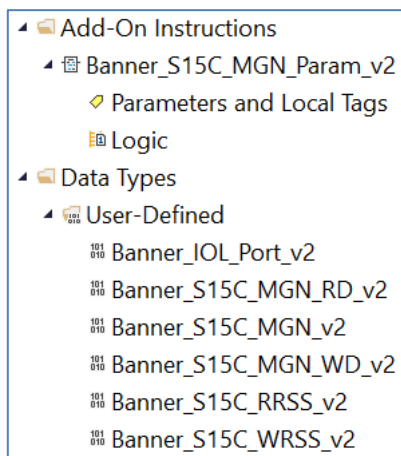 Add-On Instructions
Banner_S15C_MGN_Param_v2
Parameters and Local Tags
Logic
Data Types
User-Defined
Banner_IOL_Port_v2
Banner_S15C_MGN_RD_v2
Banner_S15C_MGN_v2
Banner_S15C_MGN_WD_v2
Banner_S15C_RRSS_v2
Banner_S15C_WRSS_v2